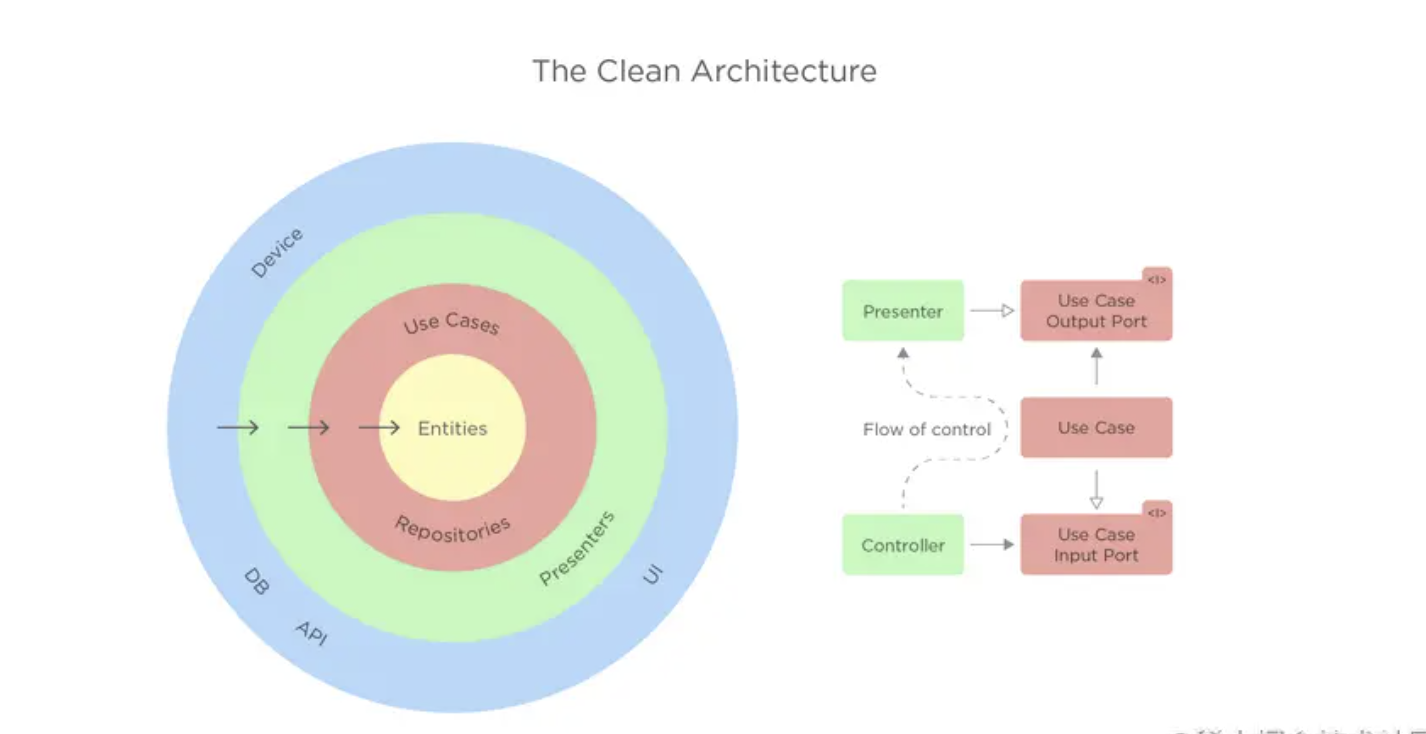 The Clean Architecture
Device
Use Cases
Entities
Repositories
Presenters
UI
DB
API
Presenter
<I>
Use Case
Output Port
Flow of control
Use Case
Controller
<I>
Use Case
Input Port